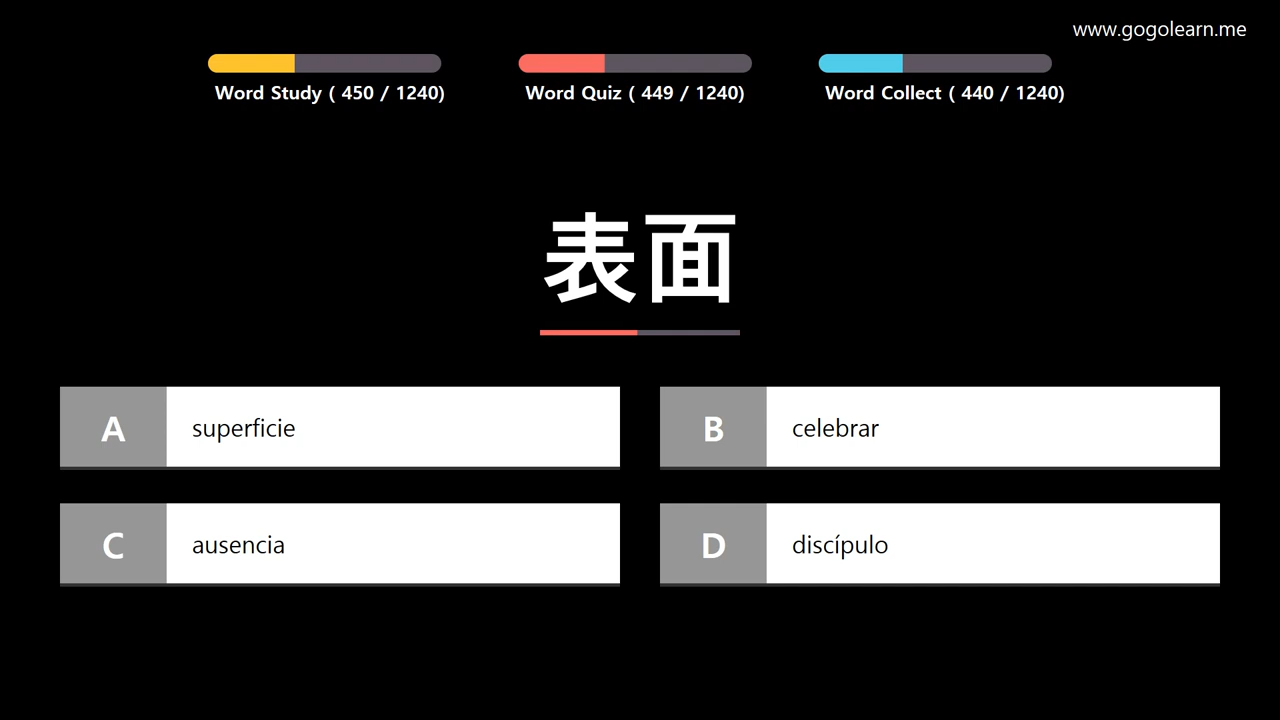 www.gogolearn.me
Word Study ( 450 / 1240)
Word Quiz ( 449 / 1240)
Word Collect ( 440 / 1240)
表面
A superficie
B celebrar
C ausencia
D discípulo